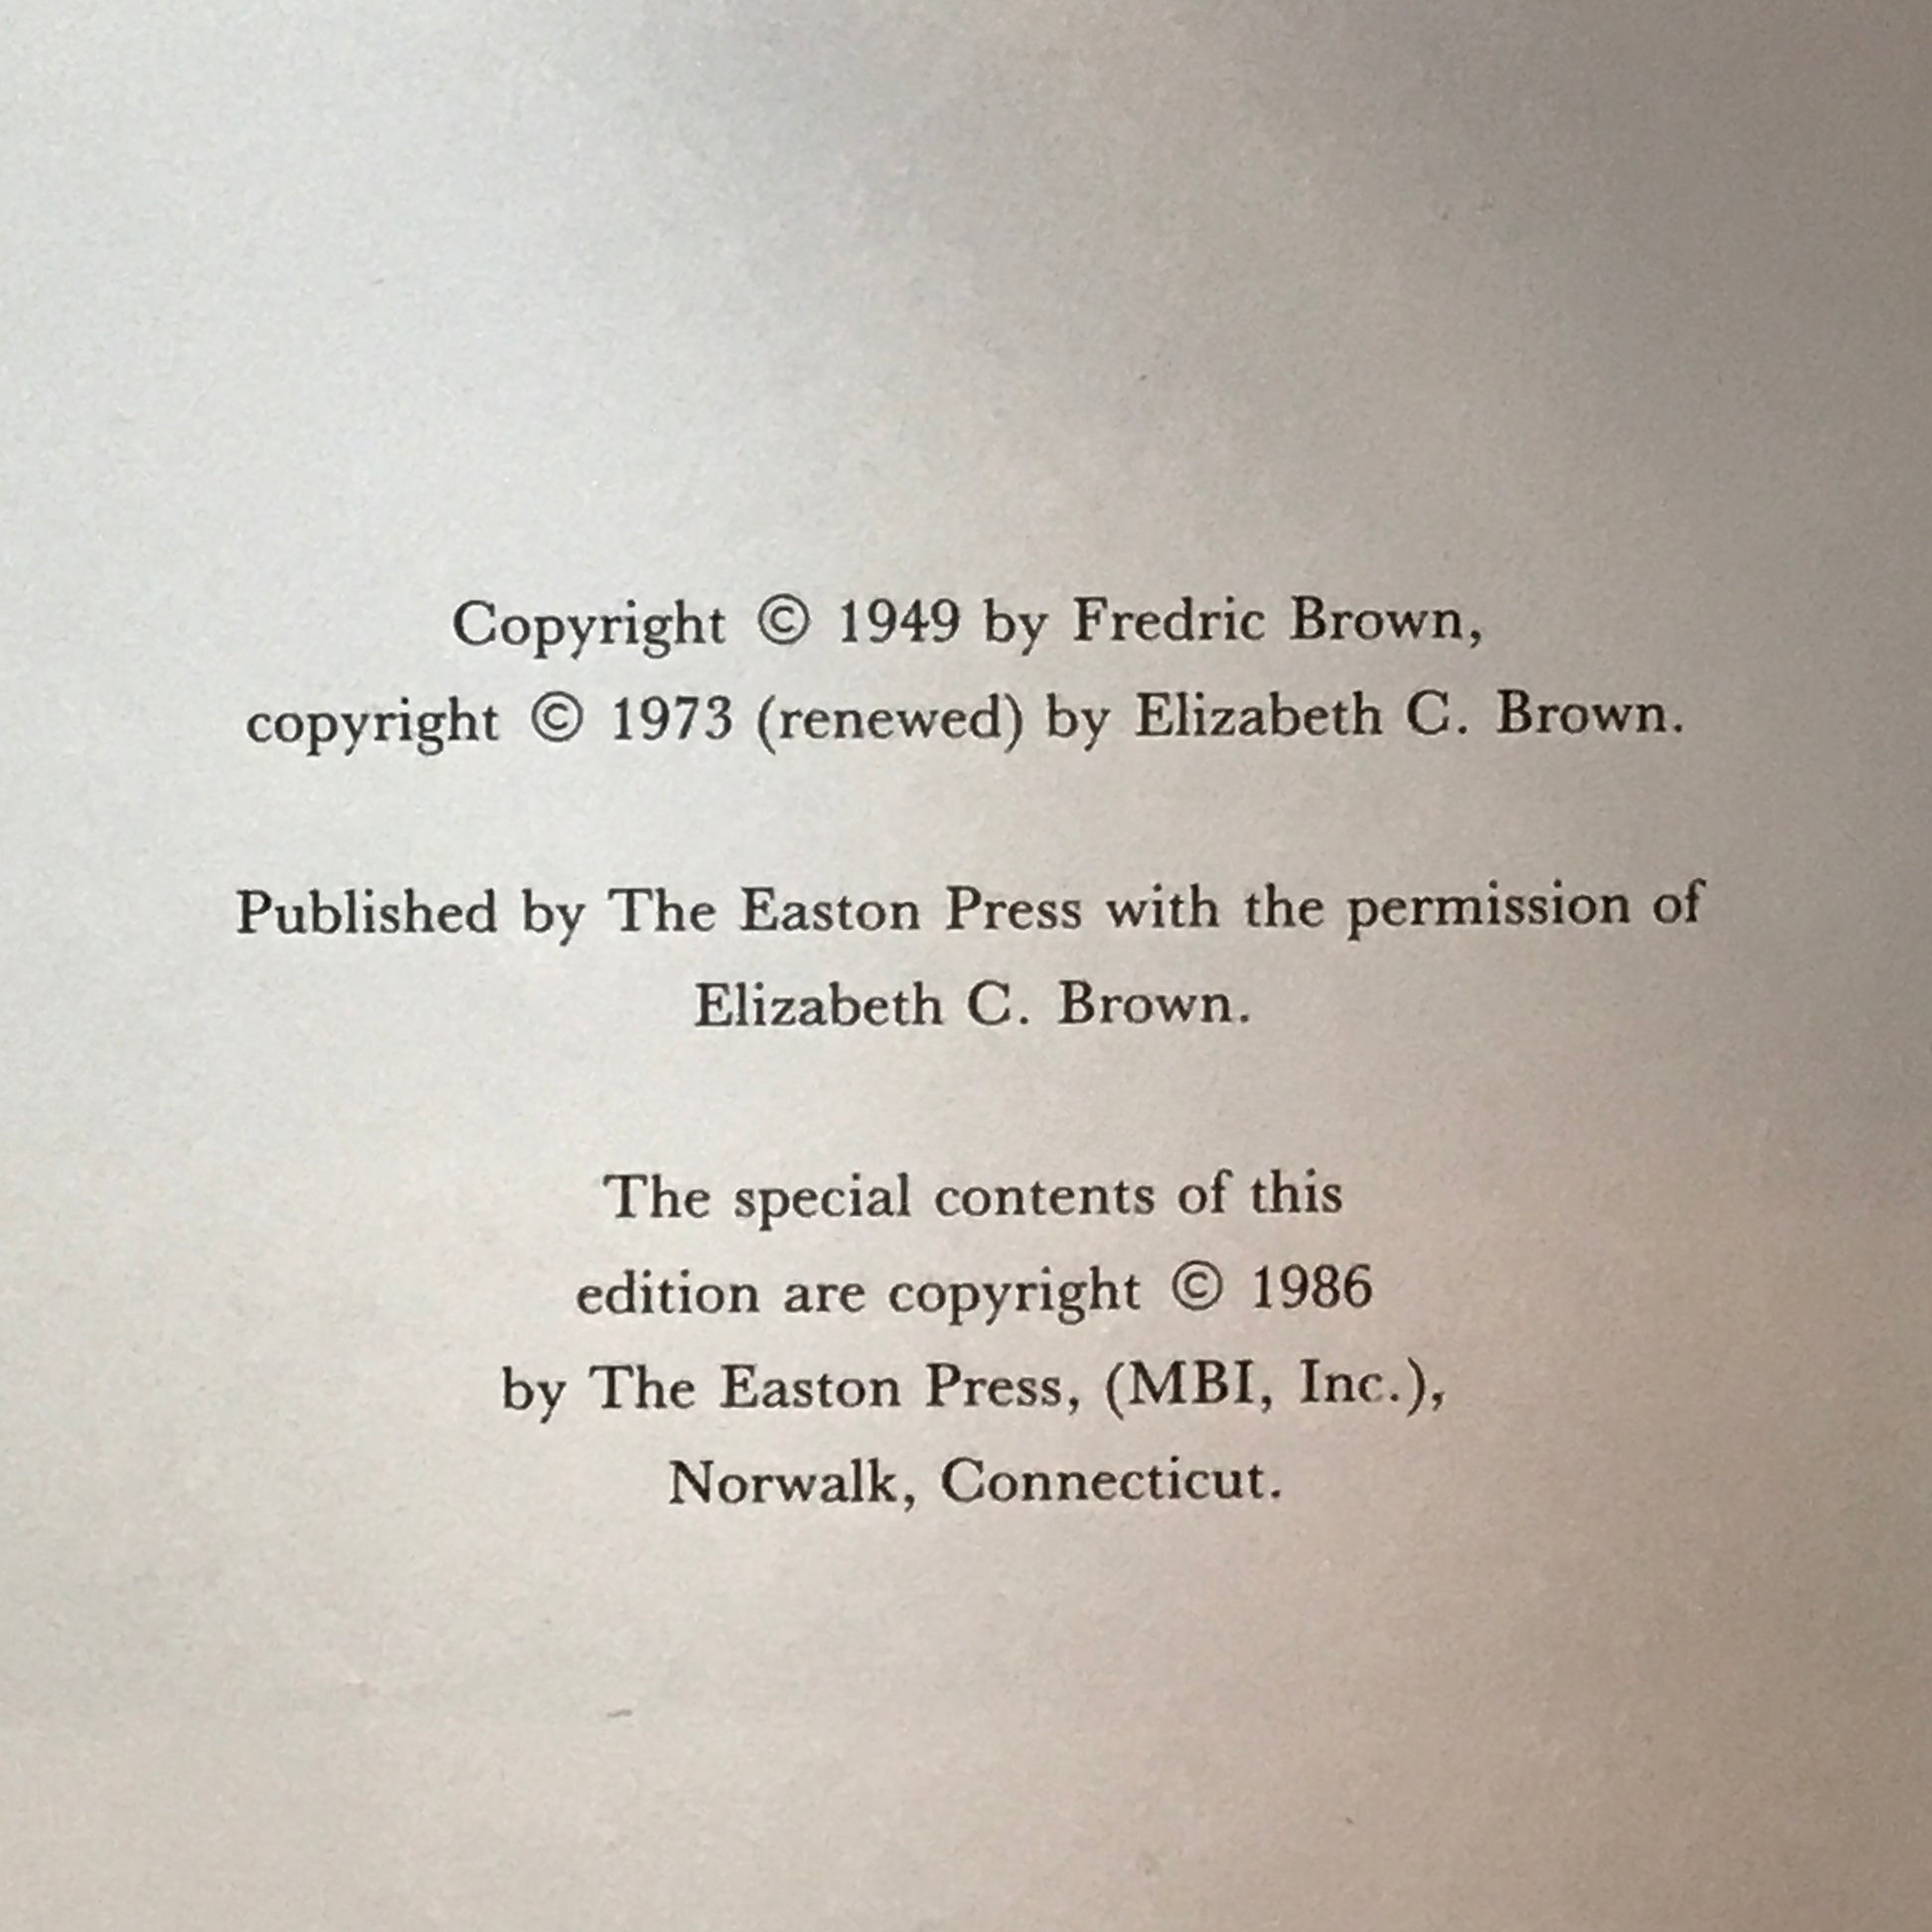 Copyright © 1949 by Fredric Brown,
copyright © 1973 (renewed) by Elizabeth C. Brown.
Published by The Easton Press with the permission of
Elizabeth C. Brown.
The special contents of this
edition are copyright © 1986
by The Easton Press, (MBI, Inc.),
Norwalk, Connecticut.